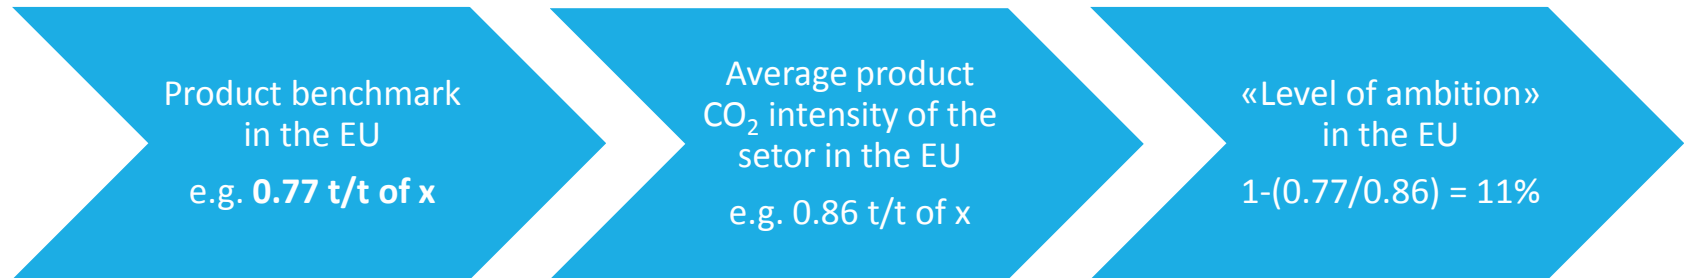 Product benchmark
in the EU
e.g. 0.77 t/t of x
Average product
CO₂ intensity of the
setor in the EU
e.g. 0.86 t/t of x
«Level of ambition»
in the EU
1-(0.77/0.86) = 11%